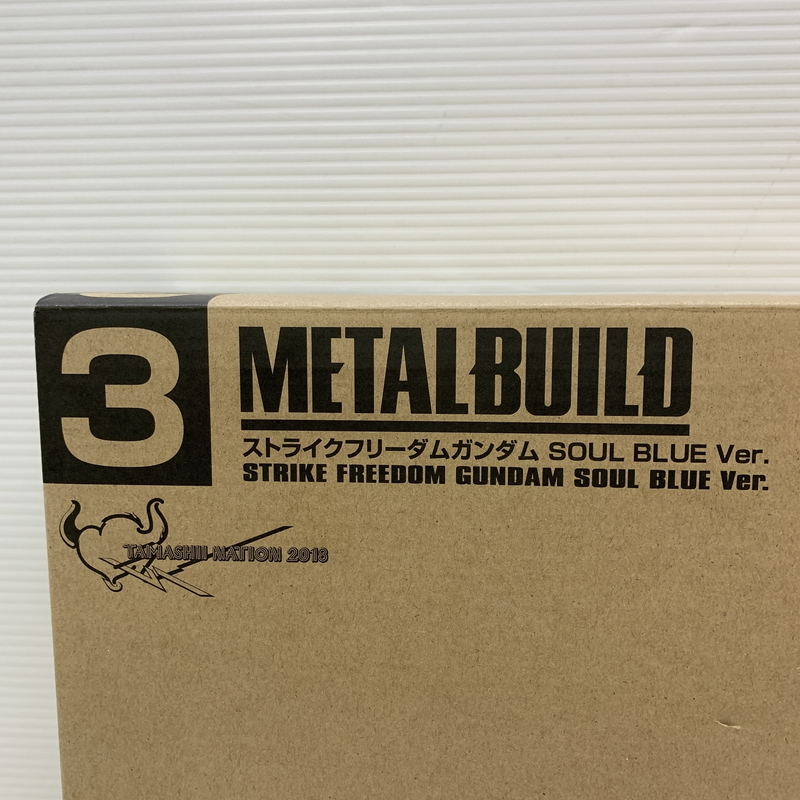 3
METAL BUILD
ストライクフリーダムガンダム SOUL BLUE Ver.
STRIKE FREEDOM GUNDAM SOUL BLUE Ver.
TAMASHII NATION 2018